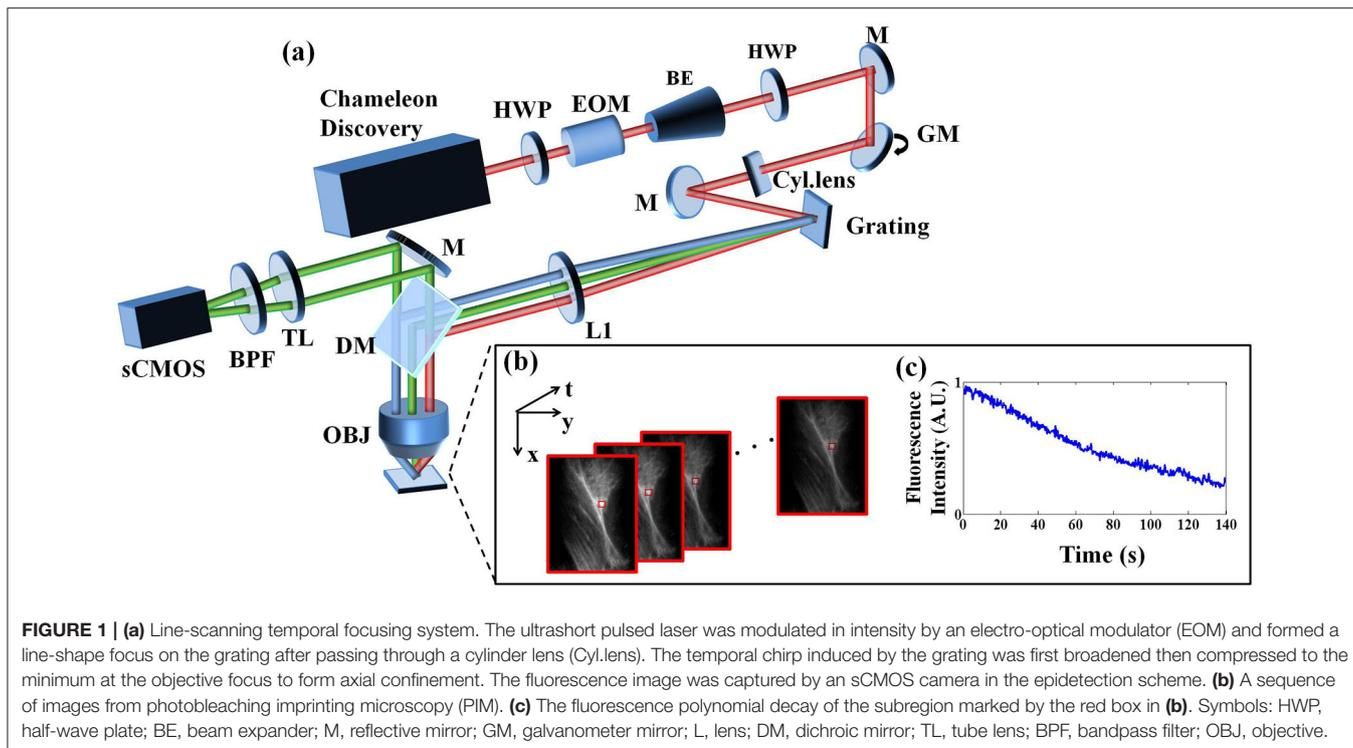 (a)
M
HWP
BE
Chameleon
Discovery
HWP
EOM
GM
Cyl.lens
M
Grating
M
L1
TL
DM
BPF
sCMOS
OBJ
(b)
t
y
x
. . .
(c)
Fluorescence
Intensity (A.U.)
1
0
0 20 40 60 80 100 120 140
Time (s)
FIGURE 1 | (a) Line-scanning temporal focusing system. The ultrashort pulsed laser was modulated in intensity by an electro-optical modulator (EOM) and formed a
line-shape focus on the grating after passing through a cylinder lens (Cyl.lens). The temporal chirp induced by the grating was first broadened then compressed to the
minimum at the objective focus to form axial confinement. The fluorescence image was captured by an sCMOS camera in the epidetection scheme. (b) A sequence
of images from photobleaching imprinting microscopy (PIM). (c) The fluorescence polynomial decay of the subregion marked by the red box in (b). Symbols: HWP,
half-wave plate; BE, beam expander; M, reflective mirror; GM, galvanometer mirror; L, lens; DM, dichroic mirror; TL, tube lens; BPF, bandpass filter; OBJ, objective.